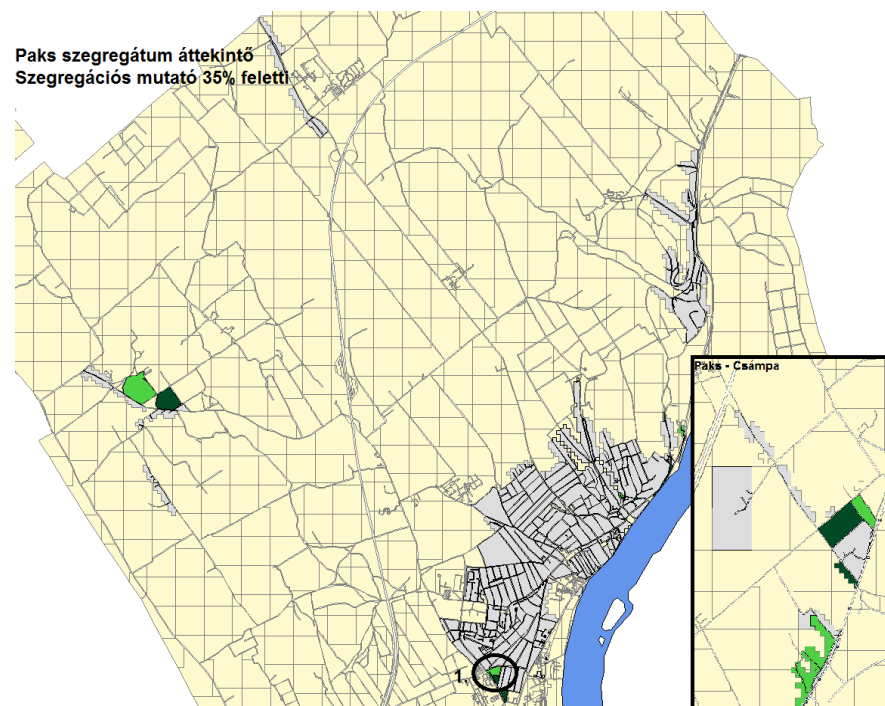 Paks szegregátum áttekintő
Szegregációs mutató 35% feletti
Paks - Csámpa
1.